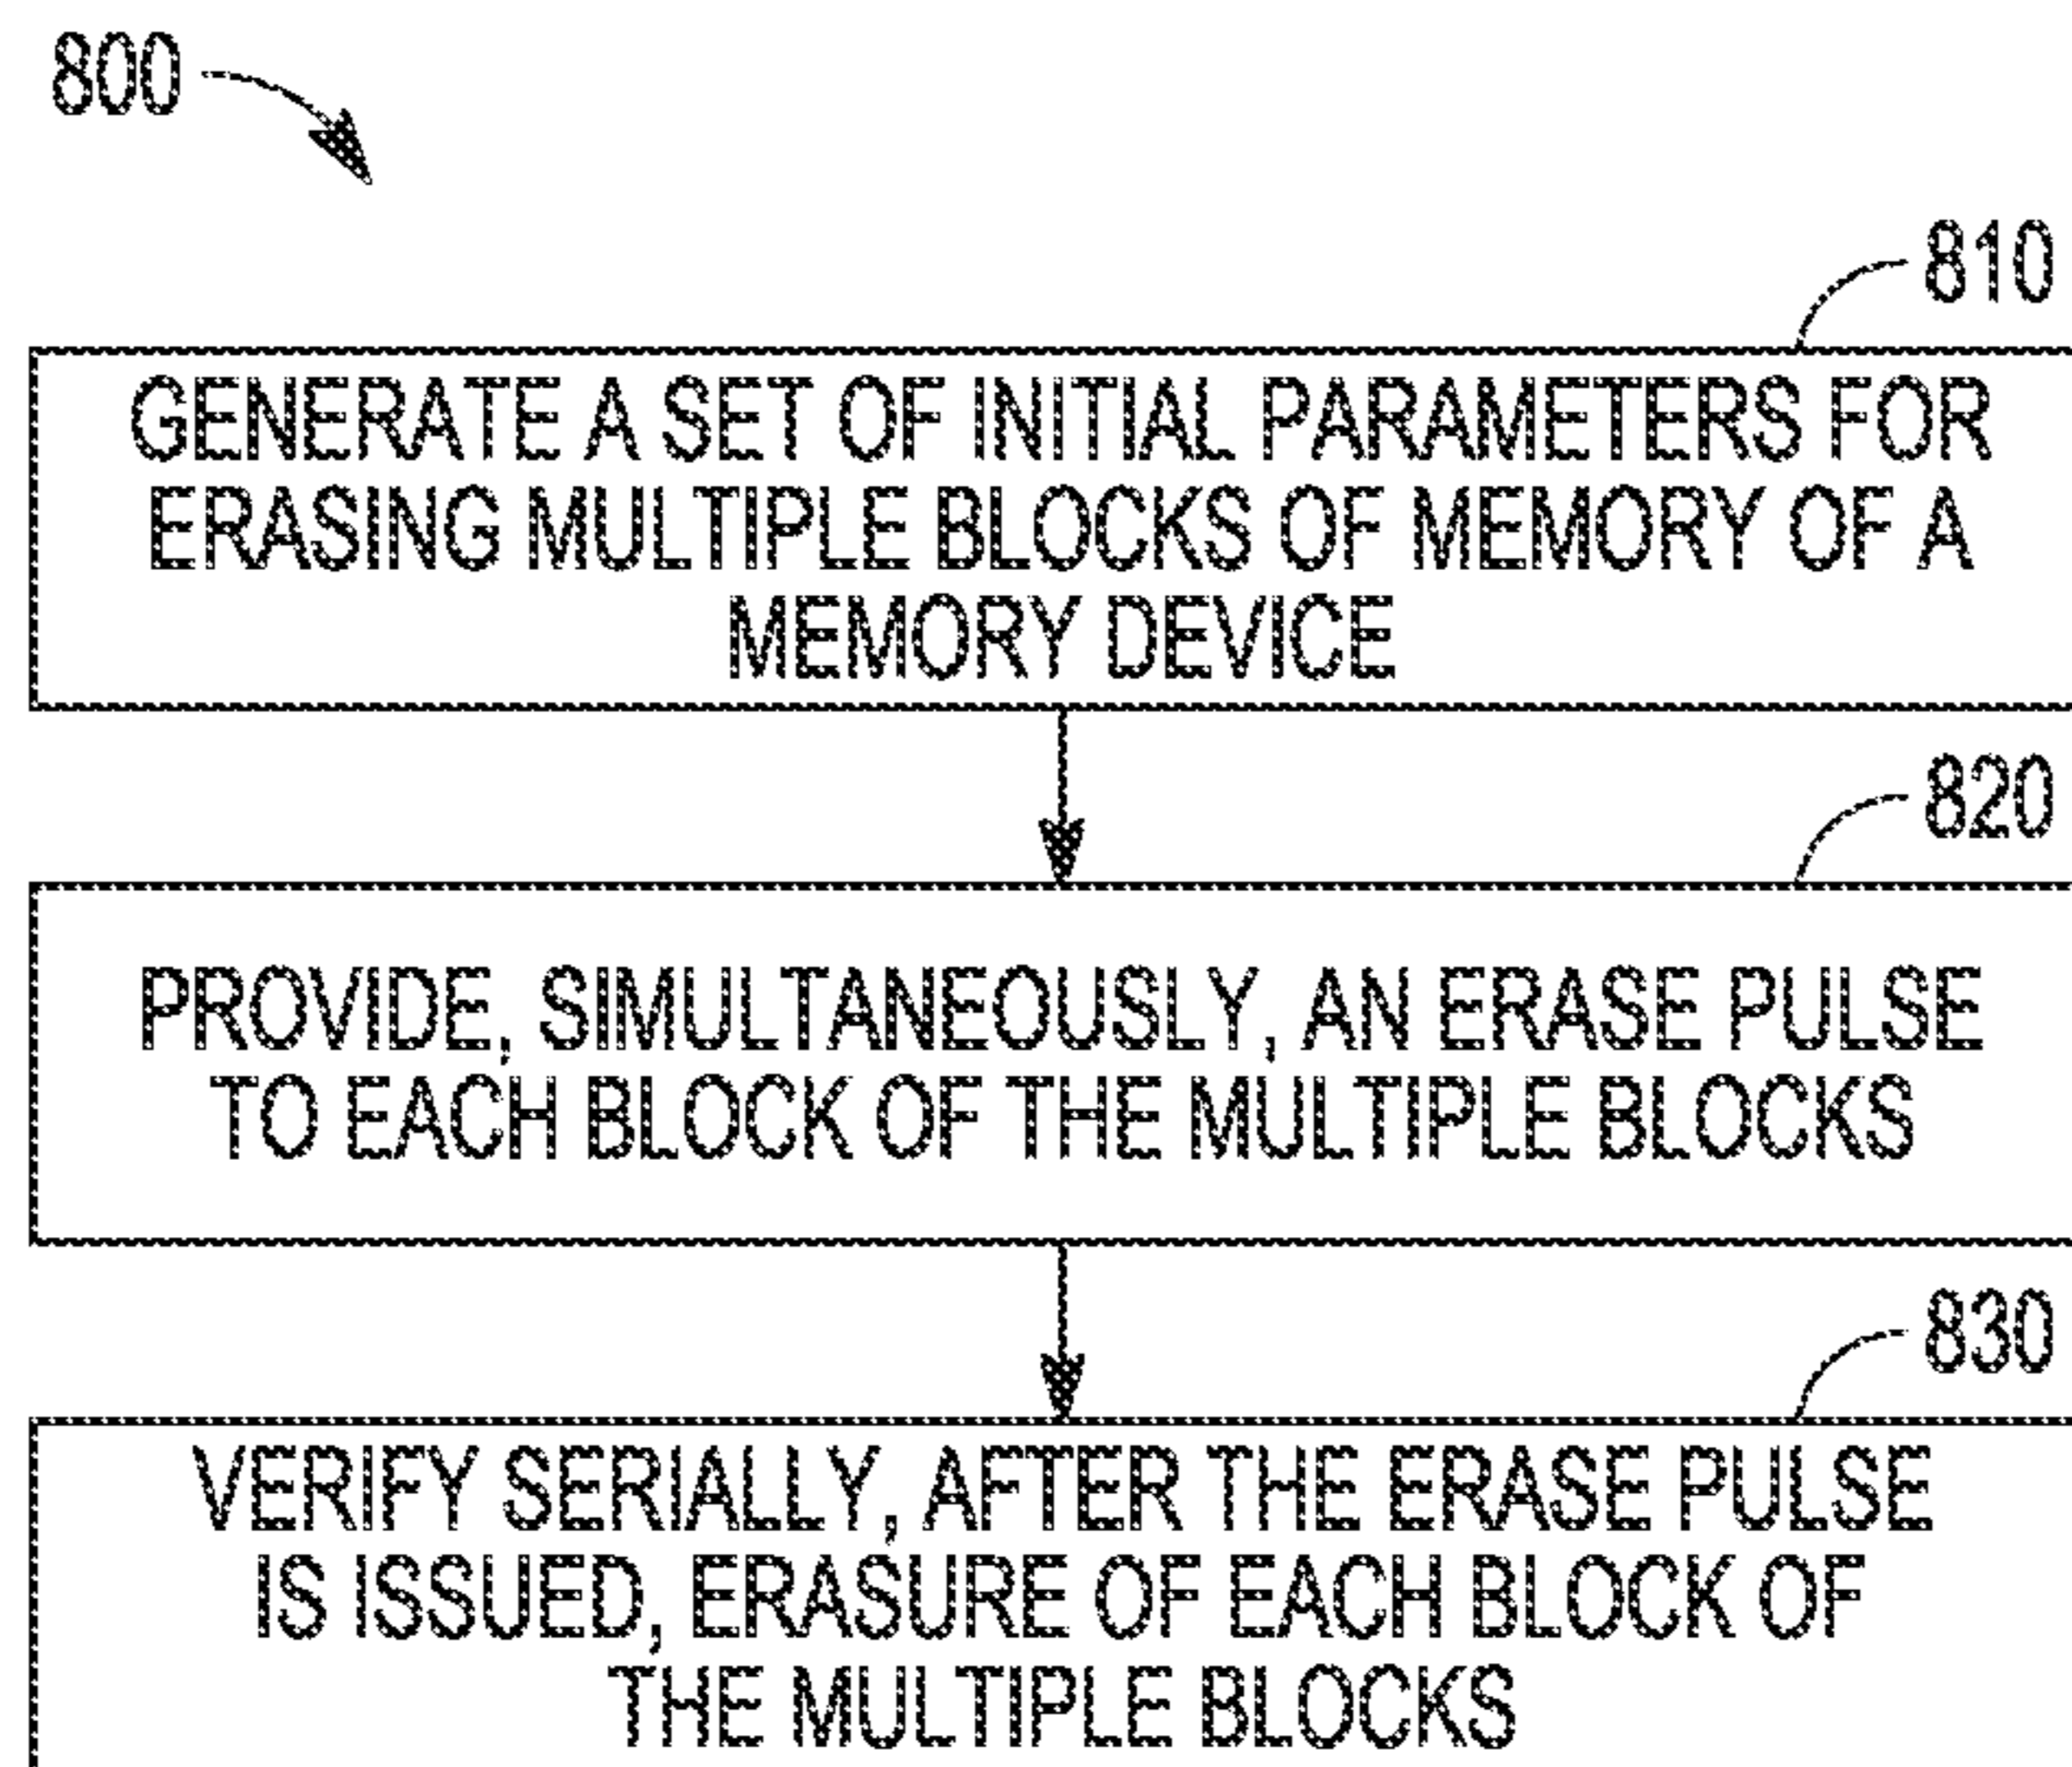 800
810
GENERATE A SET OF INITIAL PARAMETERS FOR
ERASING MULTIPLE BLOCKS OF MEMORY OF A
MEMORY DEVICE
820
PROVIDE, SIMULTANEOUSLY, AN ERASE PULSE
TO EACH BLOCK OF THE MULTIPLE BLOCKS
830
VERIFY SERIALLY, AFTER THE ERASE PULSE
IS ISSUED, ERASURE OF EACH BLOCK OF
THE MULTIPLE BLOCKS